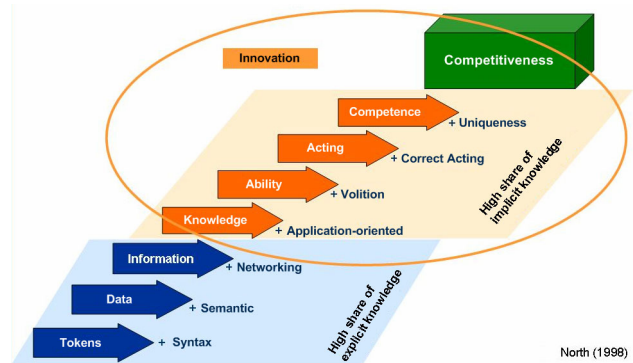 Innovation
Competitiveness
Competence
+ Uniqueness
Acting
+ Correct Acting
Ability
+ Volition
Knowledge
+ Application-oriented
High share of
implicit knowledge
Information
+ Networking
Data
+ Semantic
Tokens
+ Syntax
High share of
explicit knowledge
North (1999)